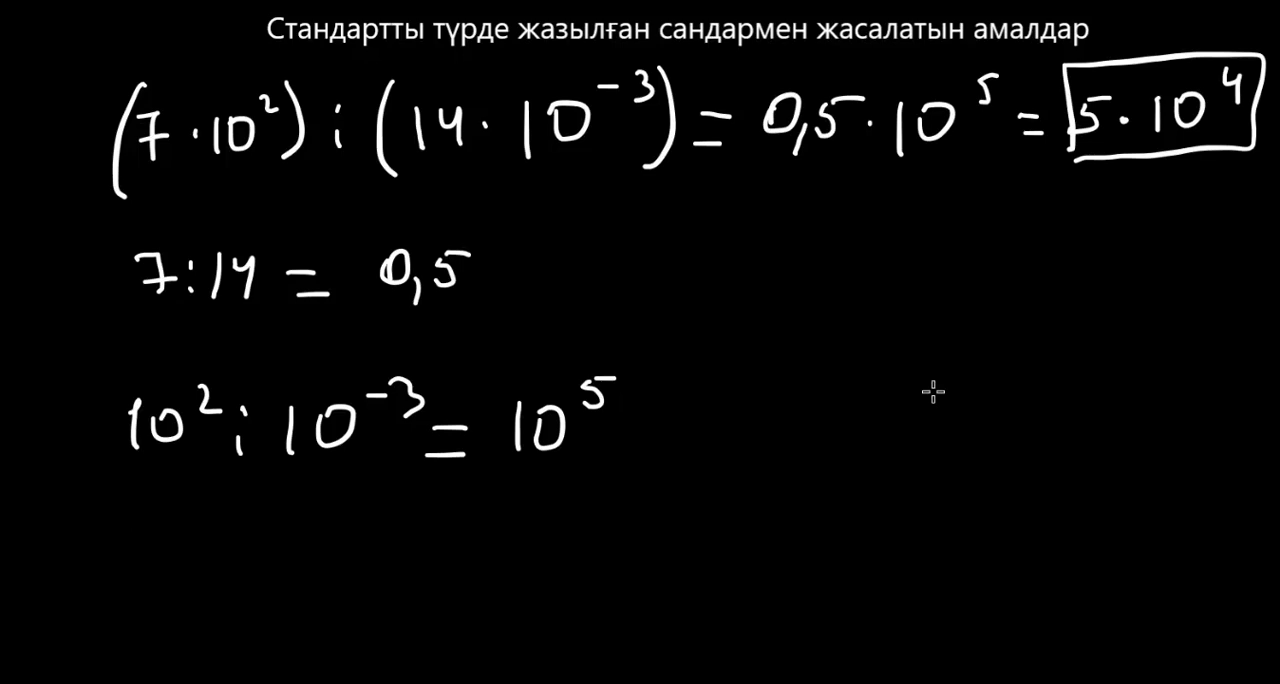 Стандартты түрде жазылған сандармен жасалатын амалдар
(7 · 10²) : (14 · 10⁻³) = 0,5 · 10⁵ = 5 · 10⁴
7 : 14 = 0,5
10² : 10⁻³ = 10⁵